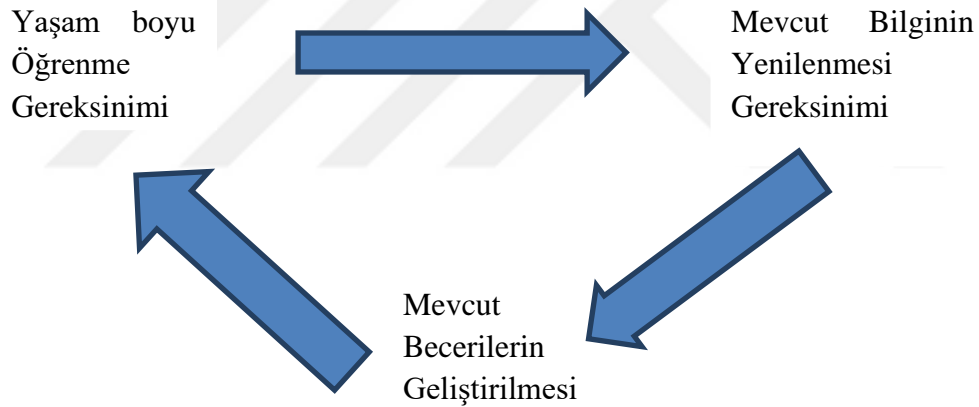 Yaşam boyu
Öğrenme
Gereksinimi
Mevcut Bilginin
Yenilenmesi
Gereksinimi
Mevcut
Becerilerin
Geliştirilmesi